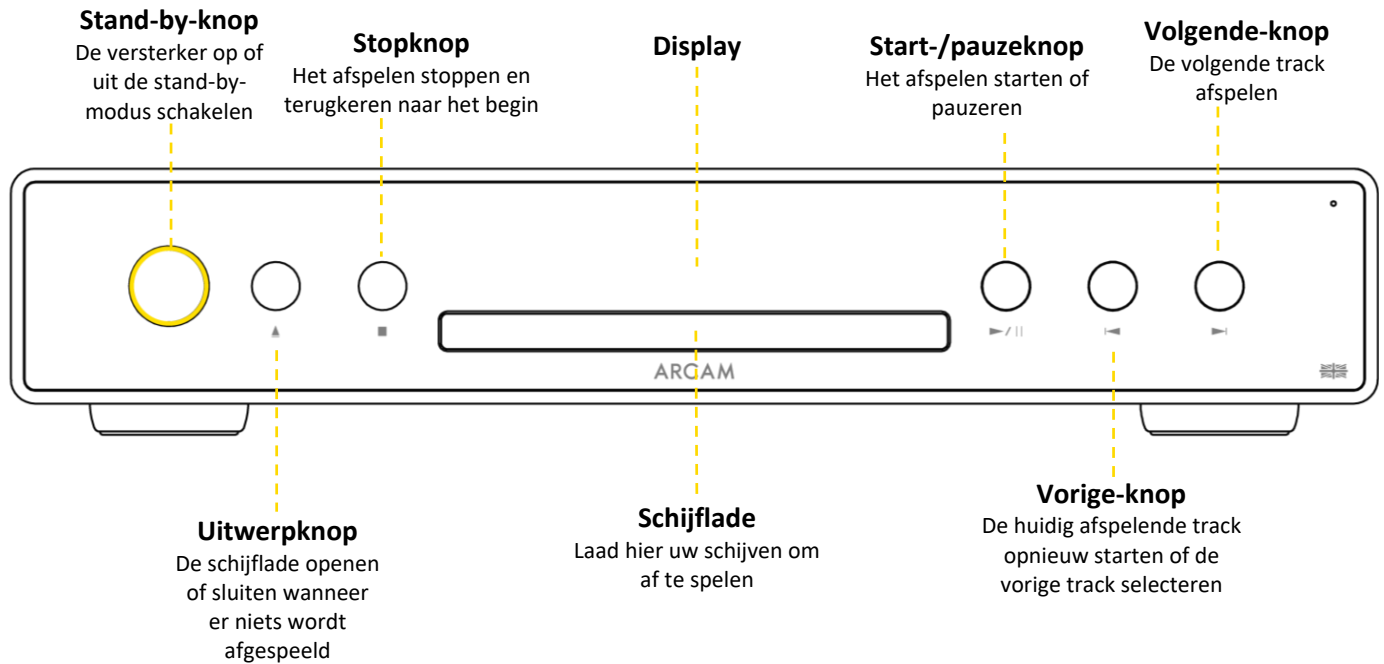 Stand-by-knop
De versterker op of
uit de stand-by-
modus schakelen
Stopknop
Het afspelen stoppen en
terugkeren naar het begin
Display
Start-/pauzeknop
Het afspelen starten of
pauzeren
Volgende-knop
De volgende track
afspelen
ARCAM
Uitwerpknop
De schijflade openen
of sluiten wanneer
er niets wordt
afgespeeld
Schijflade
Laad hier uw schijven om
af te spelen
Vorige-knop
De huidig afspelende track
opnieuw starten of de
vorige track selecteren